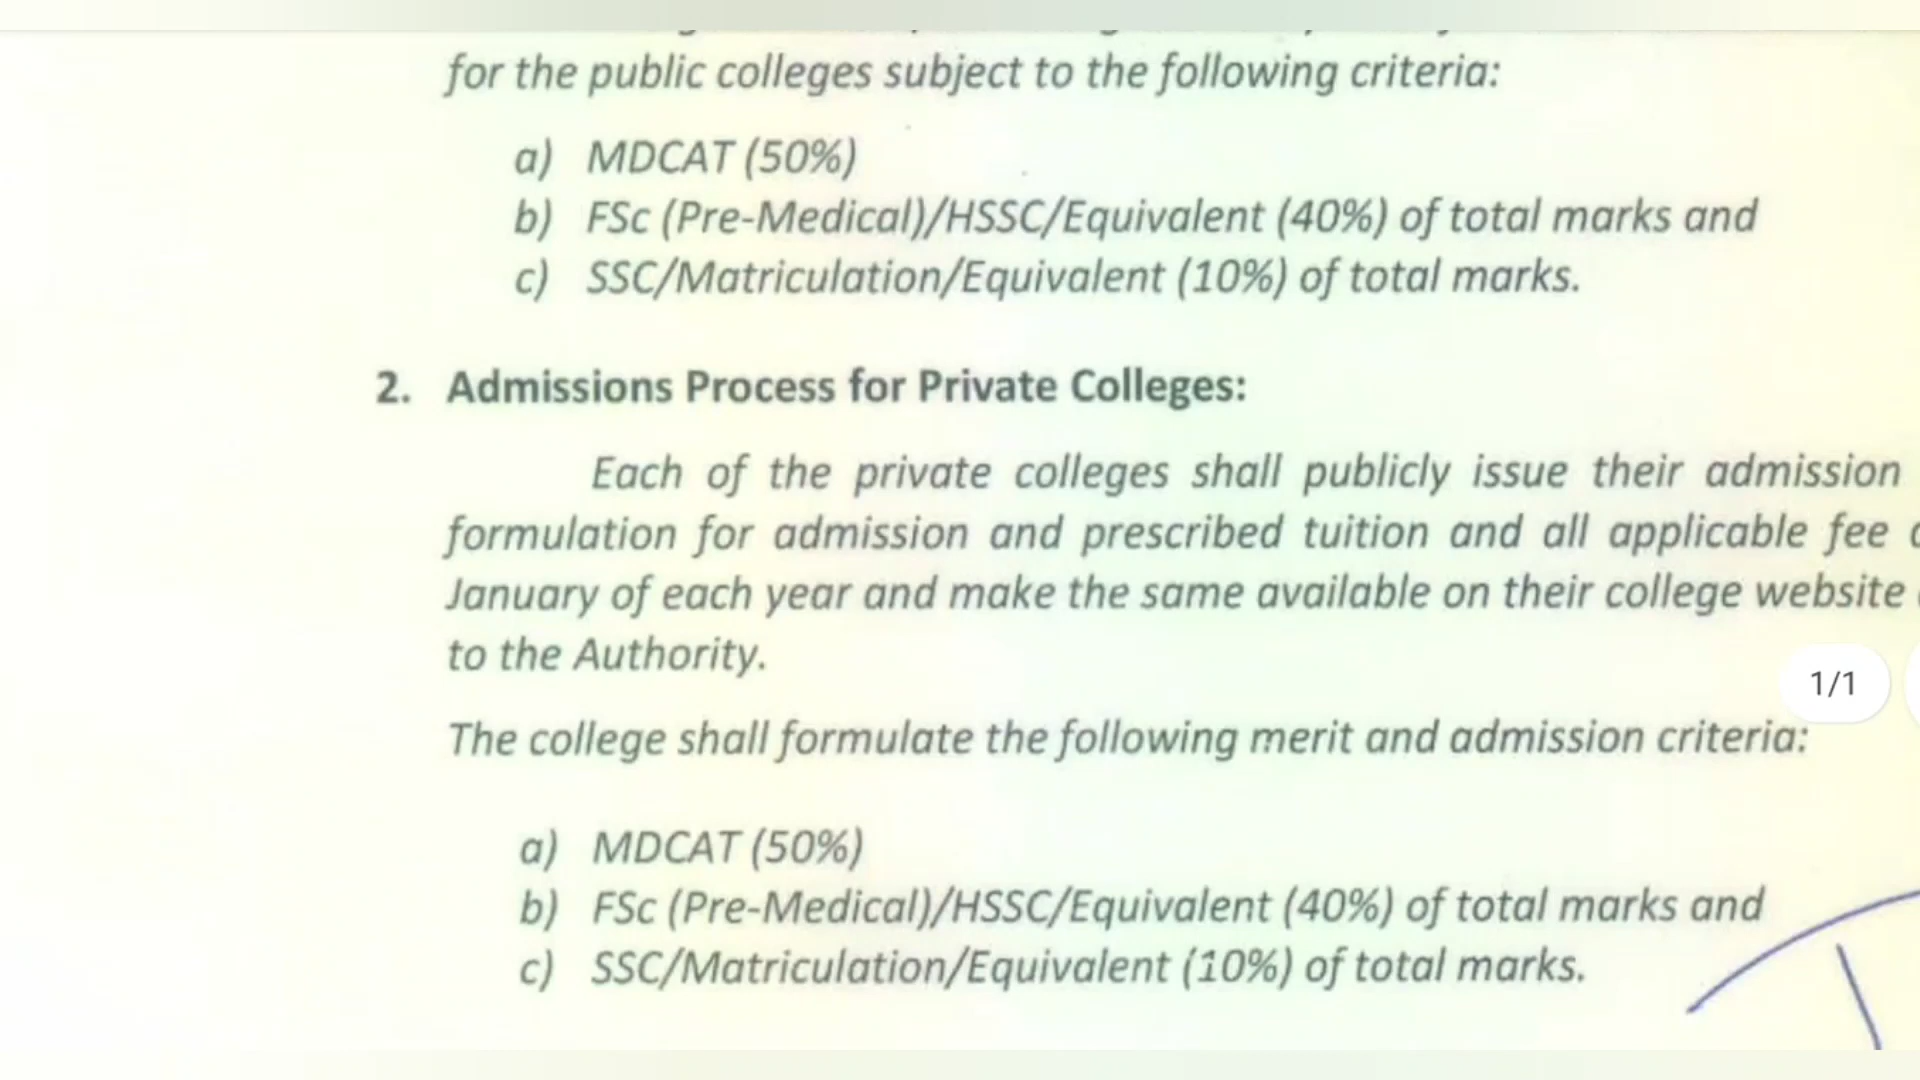 for the public colleges subject to the following criteria:
a) MDCAT (50%)
b) FSc (Pre-Medical)/HSSC/Equivalent (40%) of total marks and
c) SSC/Matriculation/Equivalent (10%) of total marks.
2. Admissions Process for Private Colleges:
Each of the private colleges shall publicly issue their admission
formulation for admission and prescribed tuition and all applicable fee
January of each year and make the same available on their college website
to the Authority.
1/1
The college shall formulate the following merit and admission criteria:
a) MDCAT (50%)
b) FSc (Pre-Medical)/HSSC/Equivalent (40%) of total marks and
c) SSC/Matriculation/Equivalent (10%) of total marks.